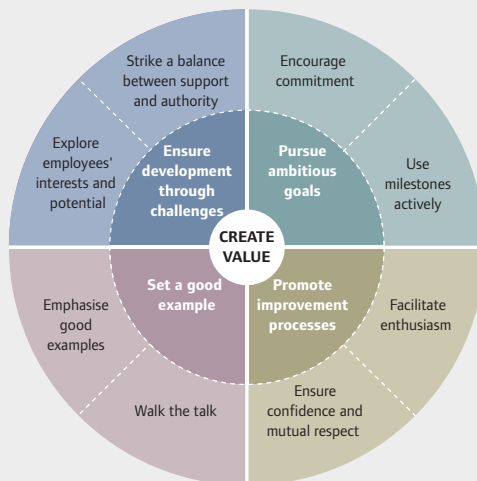 Strike a balance
between support
and authority
Encourage
commitment
Explore
employees'
interests and
potential
Ensure
development
through
challenges
Pursue
ambitious
goals
Use
milestones
actively
CREATE
VALUE
Emphasise
good
examples
Set a good
example
Promote
improvement
processes
Facilitate
enthusiasm
Walk the talk
Ensure
confidence and
mutual respect